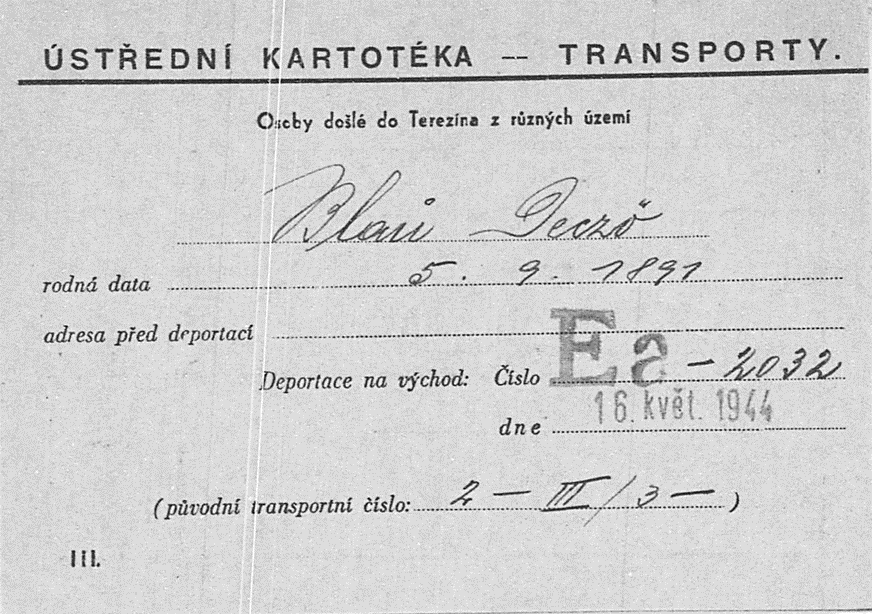 ÚSTŘEDNÍ KARTOTÉKA — TRANSPORTY.
Osoby došlé do Terezína z různých území
Blau Deczö
rodná data 5. 9. 1891
adresa před deportací
Deportace na východ: Číslo Ea - 2032
dne 16. květ. 1944
(původní transportní číslo: 2 — III/3 — )
III.